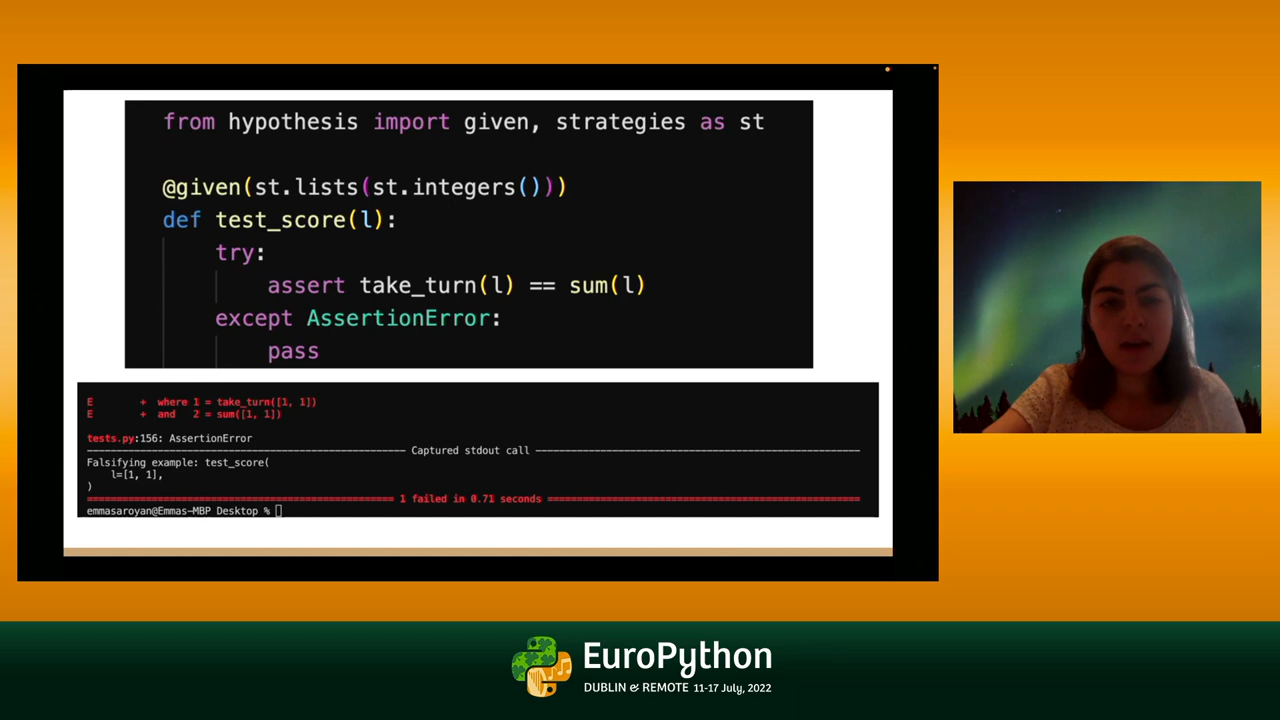 from hypothesis import given, strategies as st
@given(st.lists(st.integers()))
def test_score(l):
try:
assert take_turn(l) == sum(l)
except AssertionError:
pass
E + where 1 = take_turn([1, 1])
E + and 2 = sum([1, 1])
tests.py:156: AssertionError
Captured stdout call
Falsifying example: test_score(
l=[1, 1],
)
1 failed in 0.71 seconds
emmasaroyan@Emmas-MBP Desktop %
EuroPython
DUBLIN & REMOTE 11-17 July, 2022